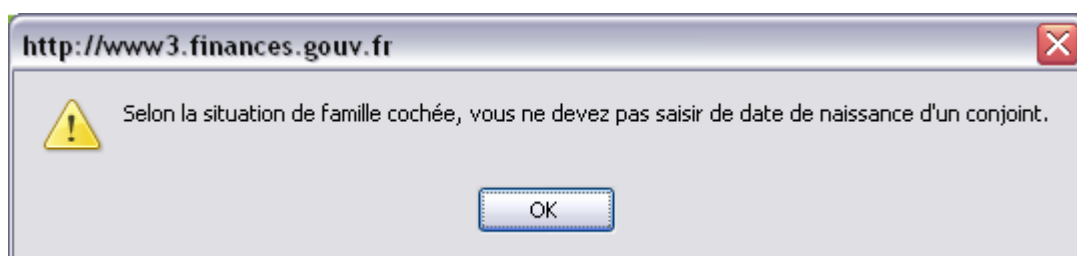 http://www3.finances.gouv.fr
Selon la situation de famille cochée, vous ne devez pas saisir de date de naissance d'un conjoint.
OK